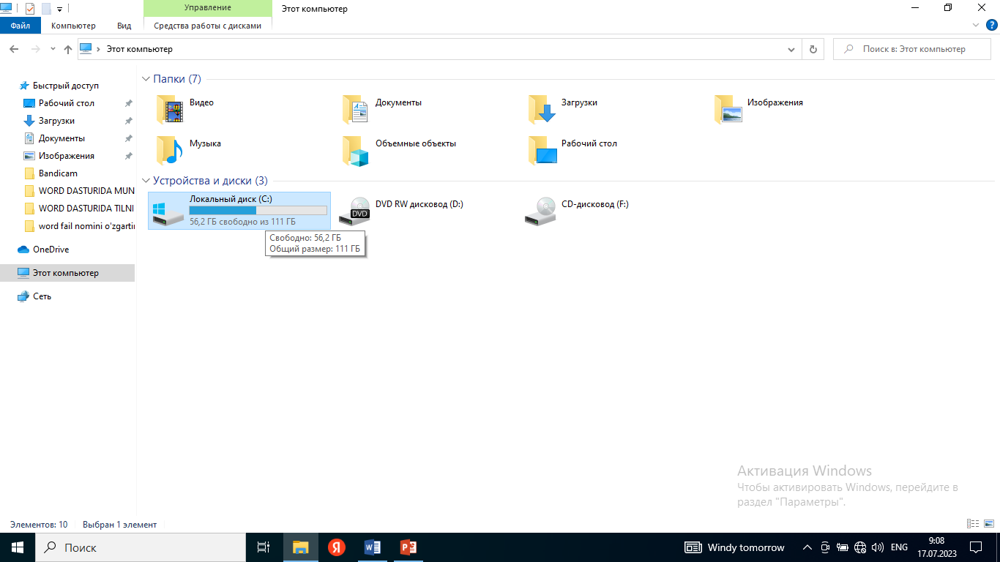 Управление
Этот компьютер
Файл
Компьютер
Вид
Средства работы с дисками
Этот компьютер
Поиск в: Этот компьютер
Быстрый доступ
Рабочий стол
Загрузки
Документы
Изображения
Bandicam
WORD DASTURIDA MUN
WORD DASTURIDA TILNI
word fail nomini o'zgartir
OneDrive
Этот компьютер
Сеть
Папки (7)
Видео
Документы
Загрузки
Изображения
Музыка
Объемные объекты
Рабочий стол
Устройства и диски (3)
Локальный диск (C:)
56,2 ГБ свободно из 111 ГБ
DVD RW дисковод (D:)
DVD
CD-дисковод (F:)
Свободно: 56,2 ГБ
Общий размер: 111 ГБ
Активация Windows
Чтобы активировать Windows, перейдите в
раздел "Параметры".
Элементов: 10
Выбран 1 элемент
Поиск
Я
W
P
Windy tomorrow
ENG
9:08
17.07.2023